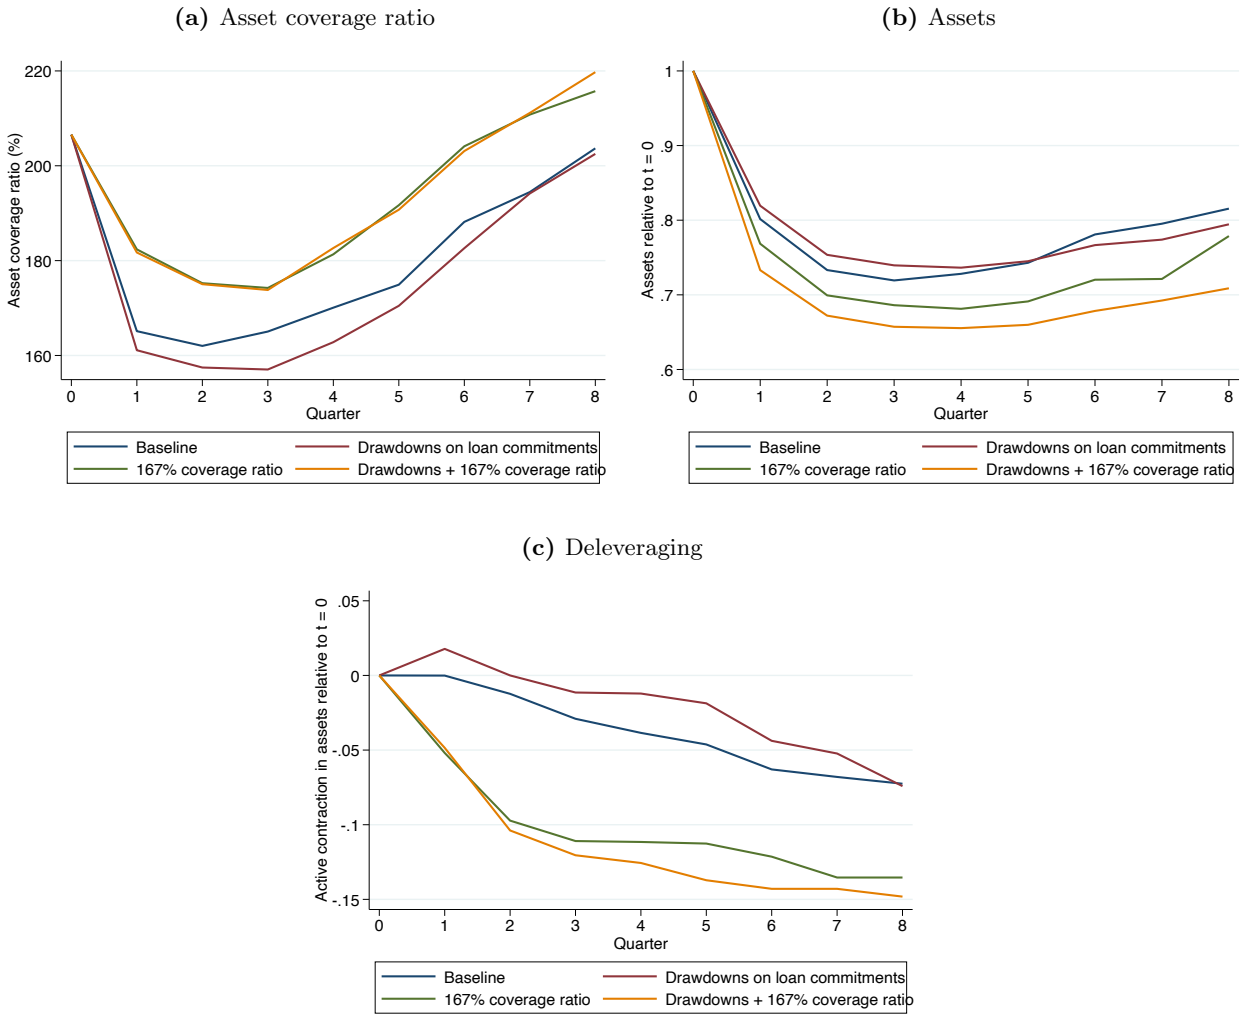 (a) Asset coverage ratio
Asset coverage ratio (%)
220
200
180
160
0 1 2 3 4 5 6 7 8
Quarter
Baseline Drawdowns on loan commitments
167% coverage ratio Drawdowns + 167% coverage ratio
(b) Assets
Assets relative to t = 0
1
.9
.8
.7
.6
0 1 2 3 4 5 6 7 8
Quarter
Baseline Drawdowns on loan commitments
167% coverage ratio Drawdowns + 167% coverage ratio
(c) Deleveraging
Active contraction in assets relative to t = 0
.05
0
-.05
-.1
-.15
0 1 2 3 4 5 6 7 8
Quarter
Baseline Drawdowns on loan commitments
167% coverage ratio Drawdowns + 167% coverage ratio